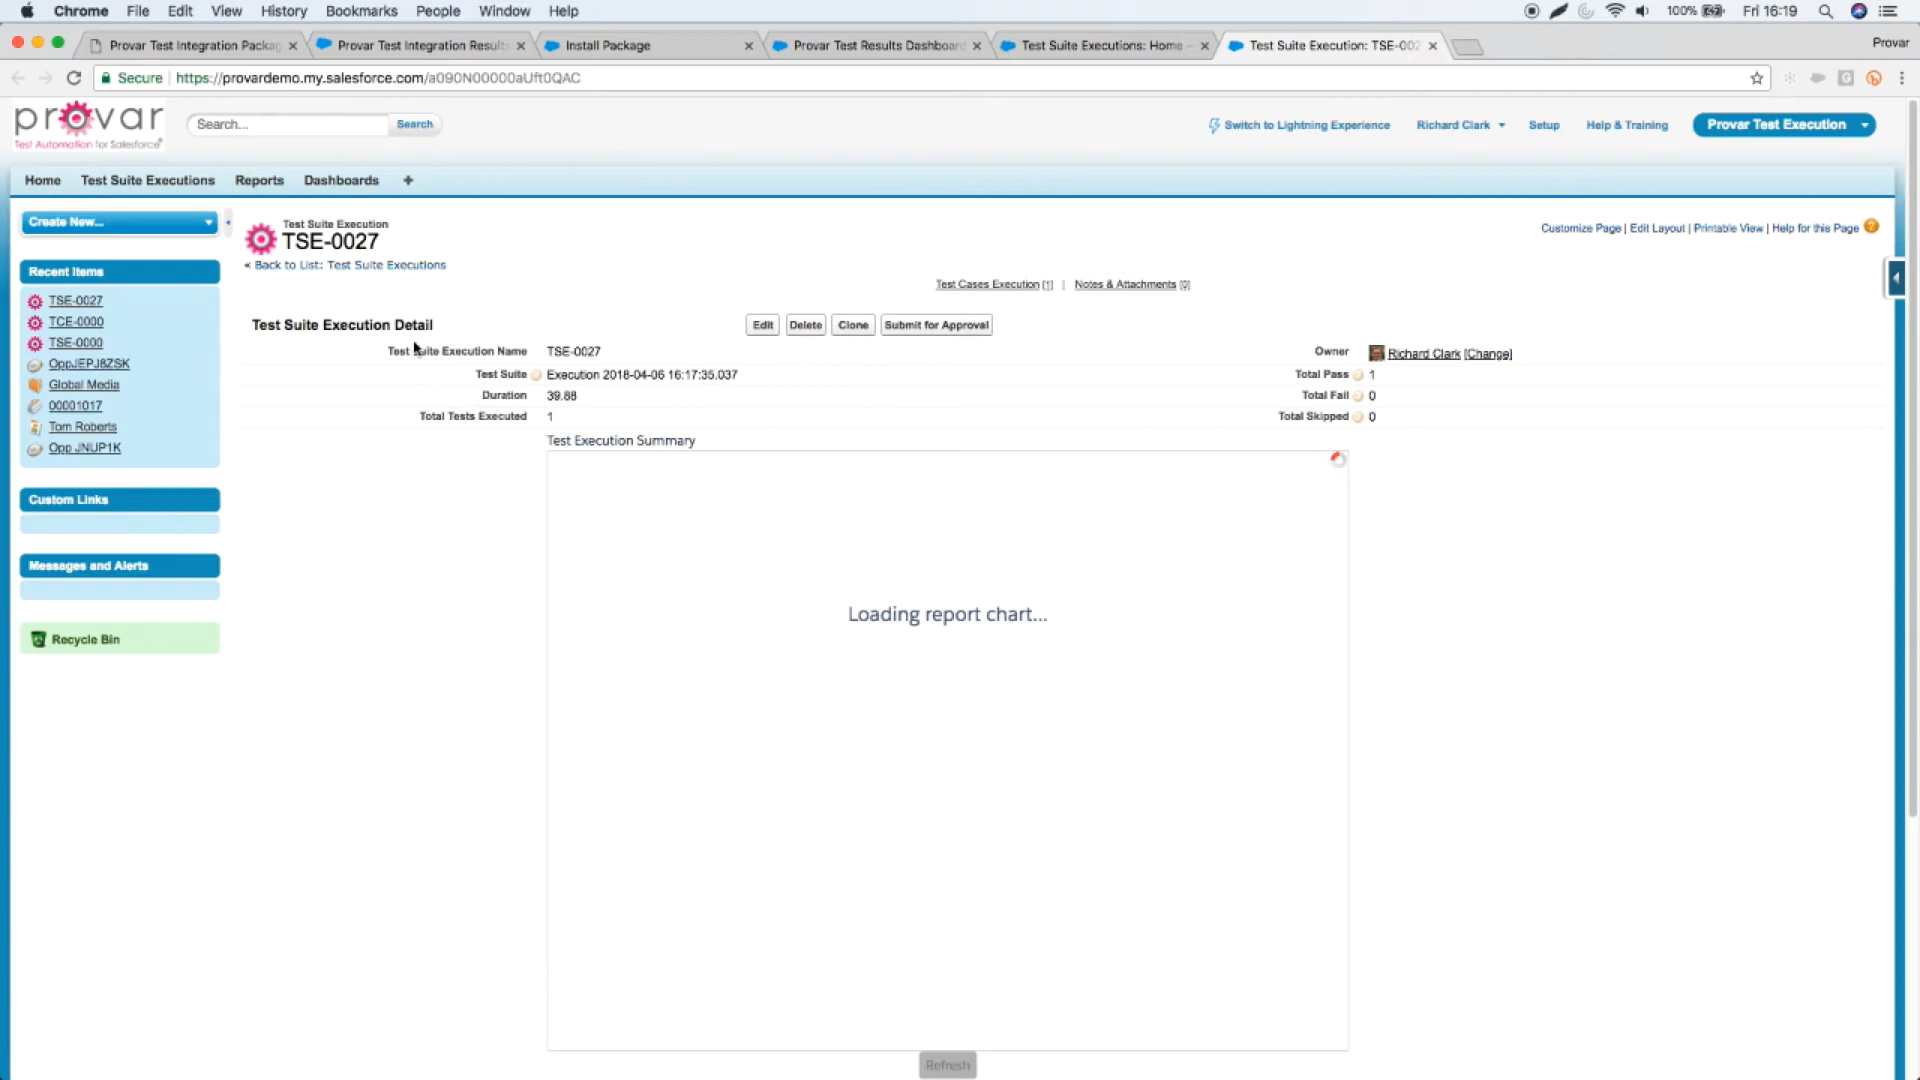 Chrome File Edit View History Bookmarks People Window Help 100% Fri 16:19
Provar Test Integration Packag Provar Test Integration Results Install Package Provar Test Results Dashboard Test Suite Executions: Home - Test Suite Execution: TSE-002 Provar
Secure https://provardemo.my.salesforce.com/a090N00000aUft0QAC
provar
Test Automation for Salesforce
Search... Search Switch to Lightning Experience Richard Clark Setup Help & Training Provar Test Execution
Home Test Suite Executions Reports Dashboards +
Create New...
Test Suite Execution
TSE-0027
« Back to List: Test Suite Executions
Customize Page | Edit Layout | Printable View | Help for this Page ?
Recent Items
TSE-0027
TCE-0000
TSE-0000
OppJEPJ8ZSK
Global Media
00001017
Tom Roberts
Opp JNUP1K
Custom Links
Messages and Alerts
Recycle Bin
Test Cases Execution [1] | Notes & Attachments [0]
Test Suite Execution Detail Edit Delete Clone Submit for Approval
Test Suite Execution Name TSE-0027 Owner Richard Clark [Change]
Test Suite Execution 2018-04-06 16:17:35.037 Total Pass 1
Duration 39.88 Total Fail 0
Total Tests Executed 1 Total Skipped 0
Test Execution Summary
Loading report chart...
Refresh